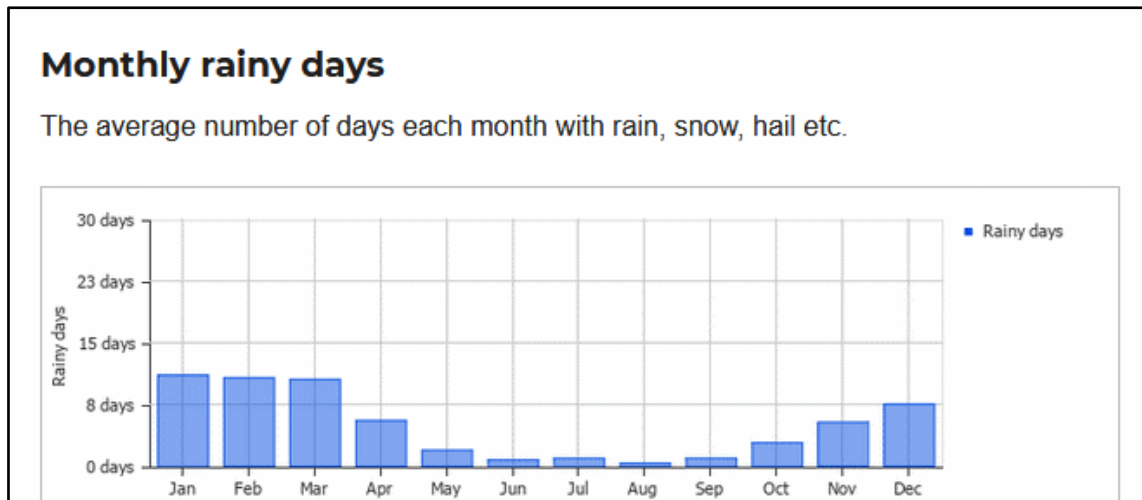 Monthly rainy days
The average number of days each month with rain, snow, hail etc.
30 days
23 days
15 days
8 days
0 days
Rainy days
Rainy days
Jan Feb Mar Apr May Jun Jul Aug Sep Oct Nov Dec